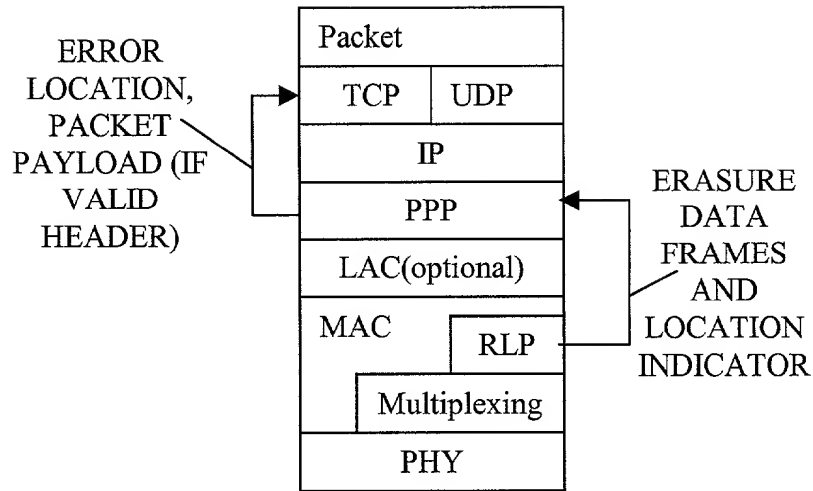 Packet
TCP
UDP
IP
PPP
LAC(optional)
MAC
RLP
Multiplexing
PHY
ERROR
LOCATION,
PACKET
PAYLOAD (IF
VALID
HEADER)
ERASURE
DATA
FRAMES
AND
LOCATION
INDICATOR